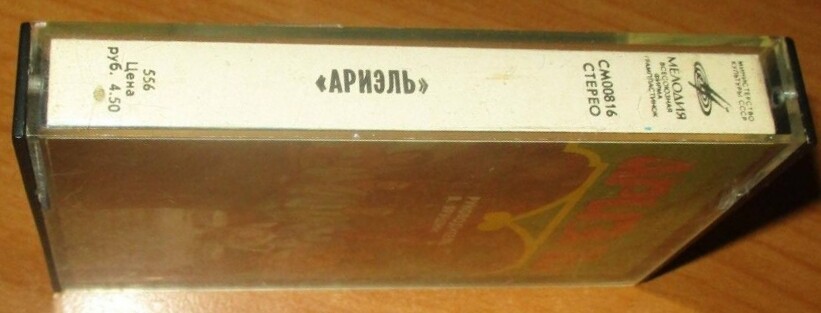 МИНИСТЕРСТВО
КУЛЬТУРЫ СССР
МЕЛОДИЯ
ВСЕСОЮЗНАЯ
ФИРМА
ГРАМПЛАСТИНОК
СМ00816
СТЕРЕО
«АРИЭЛЬ»
556
Цена
руб. 4.50